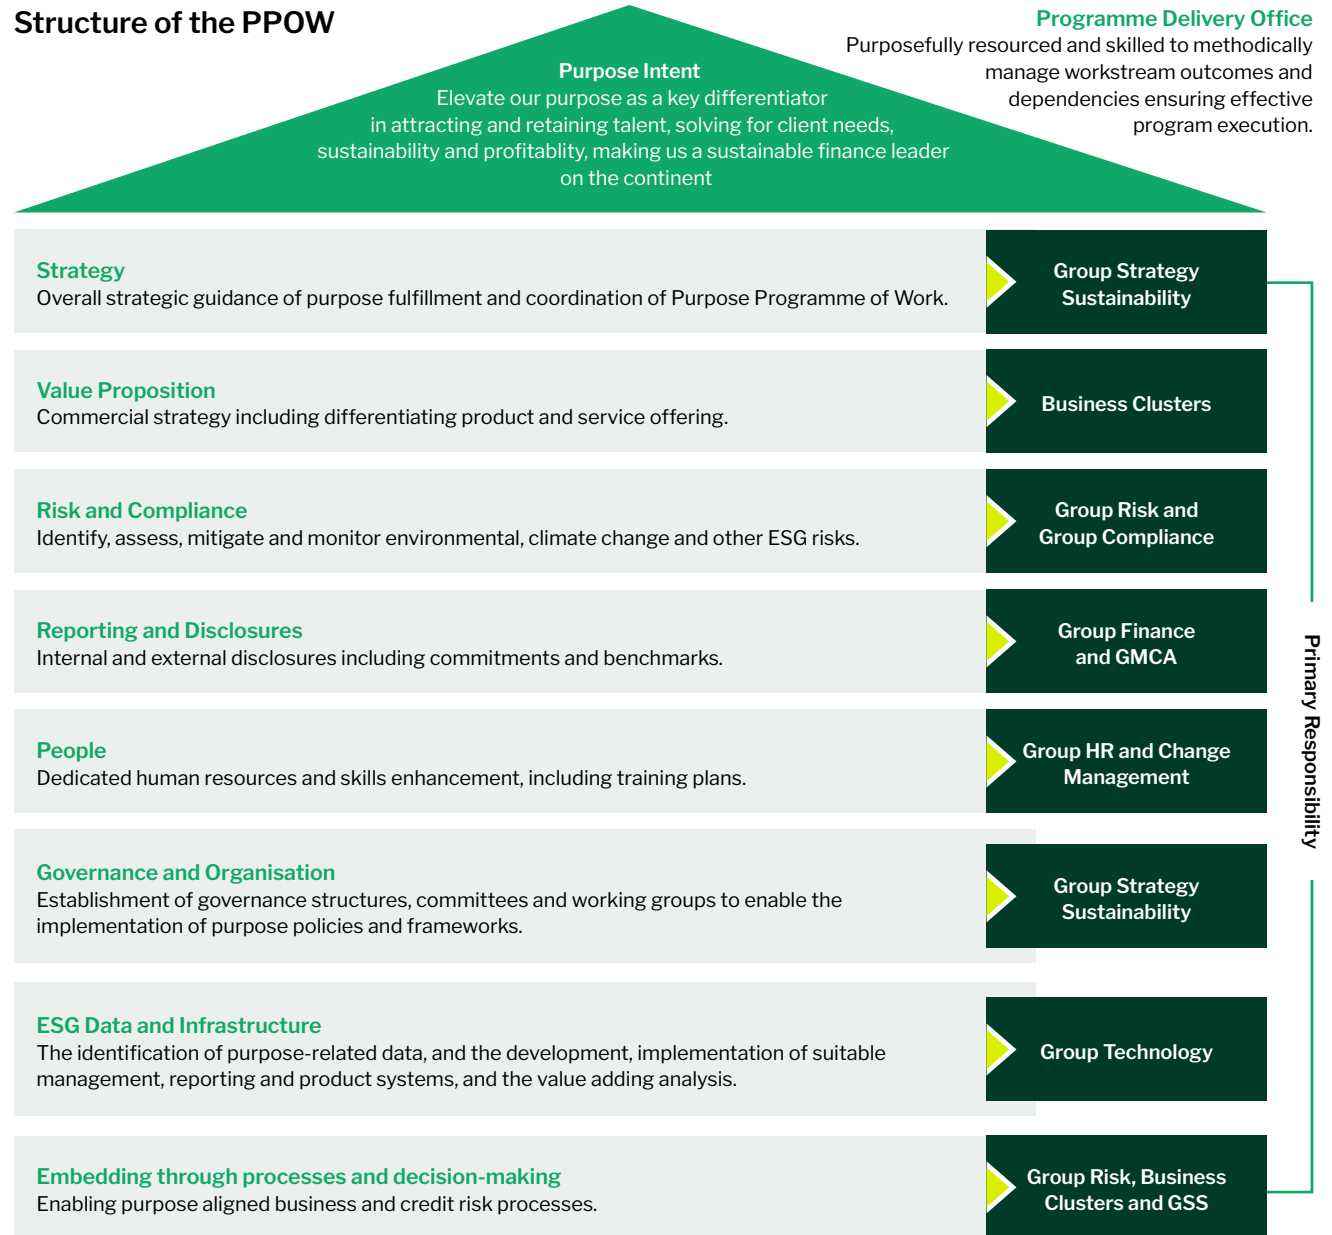 Structure of the PPOW
Programme Delivery Office
Purposefully resourced and skilled to methodically
manage workstream outcomes and
dependencies ensuring effective
program execution.
Purpose Intent
Elevate our purpose as a key differentiator
in attracting and retaining talent, solving for client needs,
sustainability and profitablity, making us a sustainable finance leader
on the continent
Strategy
Overall strategic guidance of purpose fulfillment and coordination of Purpose Programme of Work.
Group Strategy
Sustainability
Value Proposition
Commercial strategy including differentiating product and service offering.
Business Clusters
Risk and Compliance
Identify, assess, mitigate and monitor environmental, climate change and other ESG risks.
Group Risk and
Group Compliance
Reporting and Disclosures
Internal and external disclosures including commitments and benchmarks.
Group Finance
and GMCA
People
Dedicated human resources and skills enhancement, including training plans.
Group HR and Change
Management
Governance and Organisation
Establishment of governance structures, committees and working groups to enable the
implementation of purpose policies and frameworks.
Group Strategy
Sustainability
ESG Data and Infrastructure
The identification of purpose-related data, and the development, implementation of suitable
management, reporting and product systems, and the value adding analysis.
Group Technology
Embedding through processes and decision-making
Enabling purpose aligned business and credit risk processes.
Group Risk, Business
Clusters and GSS
Primary Responsibility